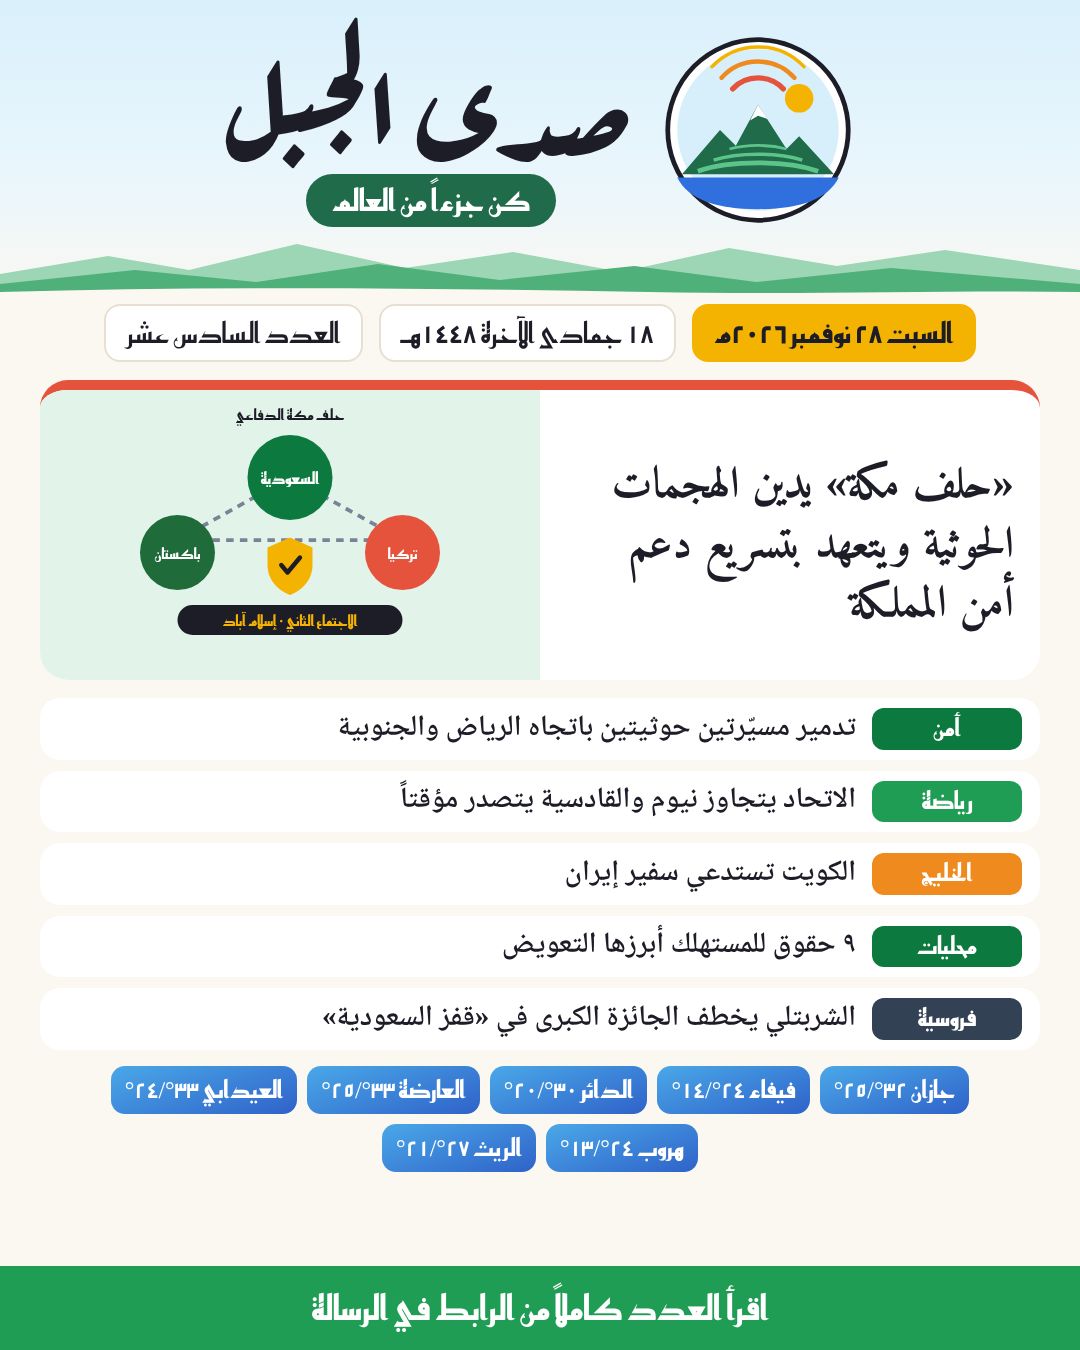 صدى الجبل
كن جزءاً من العالم
السبت ٢٨ نوفمبر ٢٠٢٦م
١٨ جمادى الآخرة ١٤٤٨هـ
العدد السادس عشر
«حلف مكة» يدين الهجمات
الحوثية ويتعهد بتسريع دعم
أمن المملكة
حلف مكة الدفاعي
السعودية
تركيا
باكستان
الاجتماع الثاني · إسلام آباد
أمن
تدمير مسيّرتين حوثيتين باتجاه الرياض والجنوبية
رياضة
الاتحاد يتجاوز نيوم والقادسية يتصدر مؤقتاً
الخليج
الكويت تستدعي سفير إيران
محليات
٩ حقوق للمستهلك أبرزها التعويض
فروسية
الشربتلي يخطف الجائزة الكبرى في «قفز السعودية»
جازان ٣٢°/٢٥°
فيفاء ٢٤°/١٤°
الدائر ٣٠°/٢٠°
العارضة ٣٣°/٢٥°
العيدابي ٣٣°/٢٤°
هروب ٢٤°/١٣°
الريث ٢٧°/٢١°
اقرأ العدد كاملاً من الرابط في الرسالة